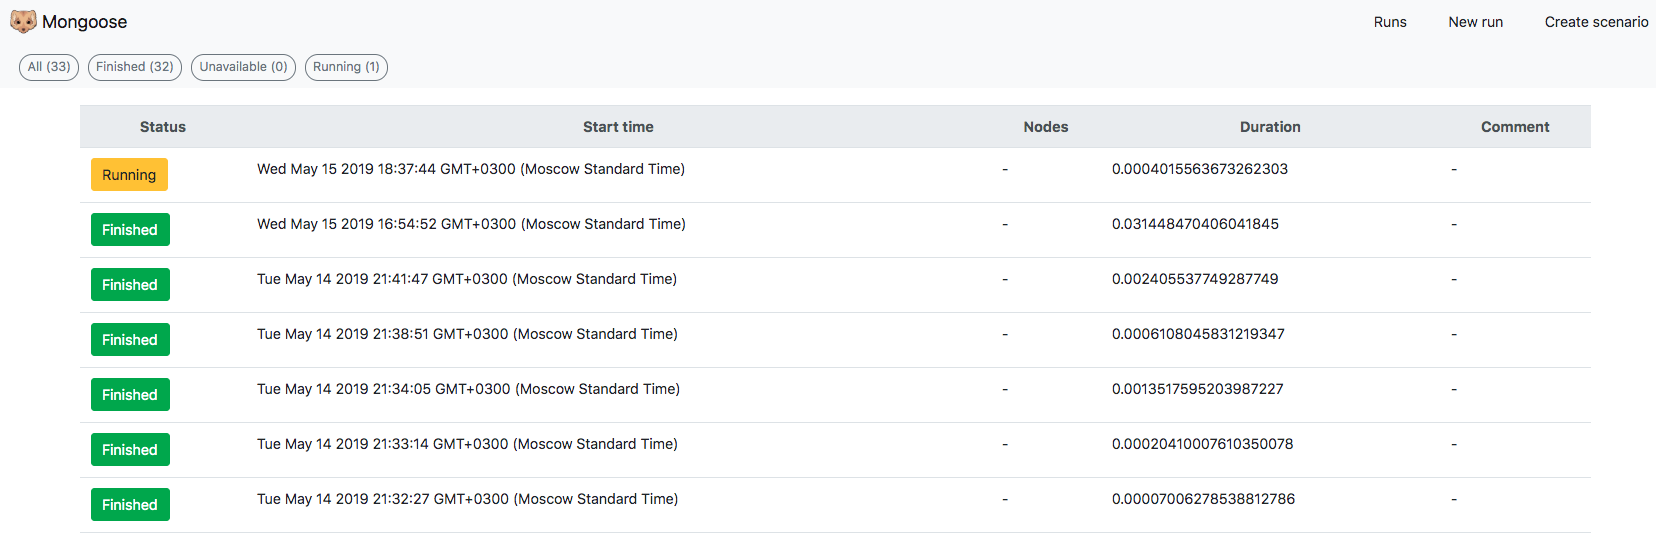 Mongoose Runs New run Create scenario
All (33) Finished (32) Unavailable (0) Running (1)
Status Start time Nodes Duration Comment
Running Wed May 15 2019 18:37:44 GMT+0300 (Moscow Standard Time) - 0.0004015563673262303 -
Finished Wed May 15 2019 16:54:52 GMT+0300 (Moscow Standard Time) - 0.031448470406041845 -
Finished Tue May 14 2019 21:41:47 GMT+0300 (Moscow Standard Time) - 0.002405537749287749 -
Finished Tue May 14 2019 21:38:51 GMT+0300 (Moscow Standard Time) - 0.0006108045831219347 -
Finished Tue May 14 2019 21:34:05 GMT+0300 (Moscow Standard Time) - 0.0013517595203987227 -
Finished Tue May 14 2019 21:33:14 GMT+0300 (Moscow Standard Time) - 0.00020410007610350078 -
Finished Tue May 14 2019 21:32:27 GMT+0300 (Moscow Standard Time) - 0.00007006278538812786 -